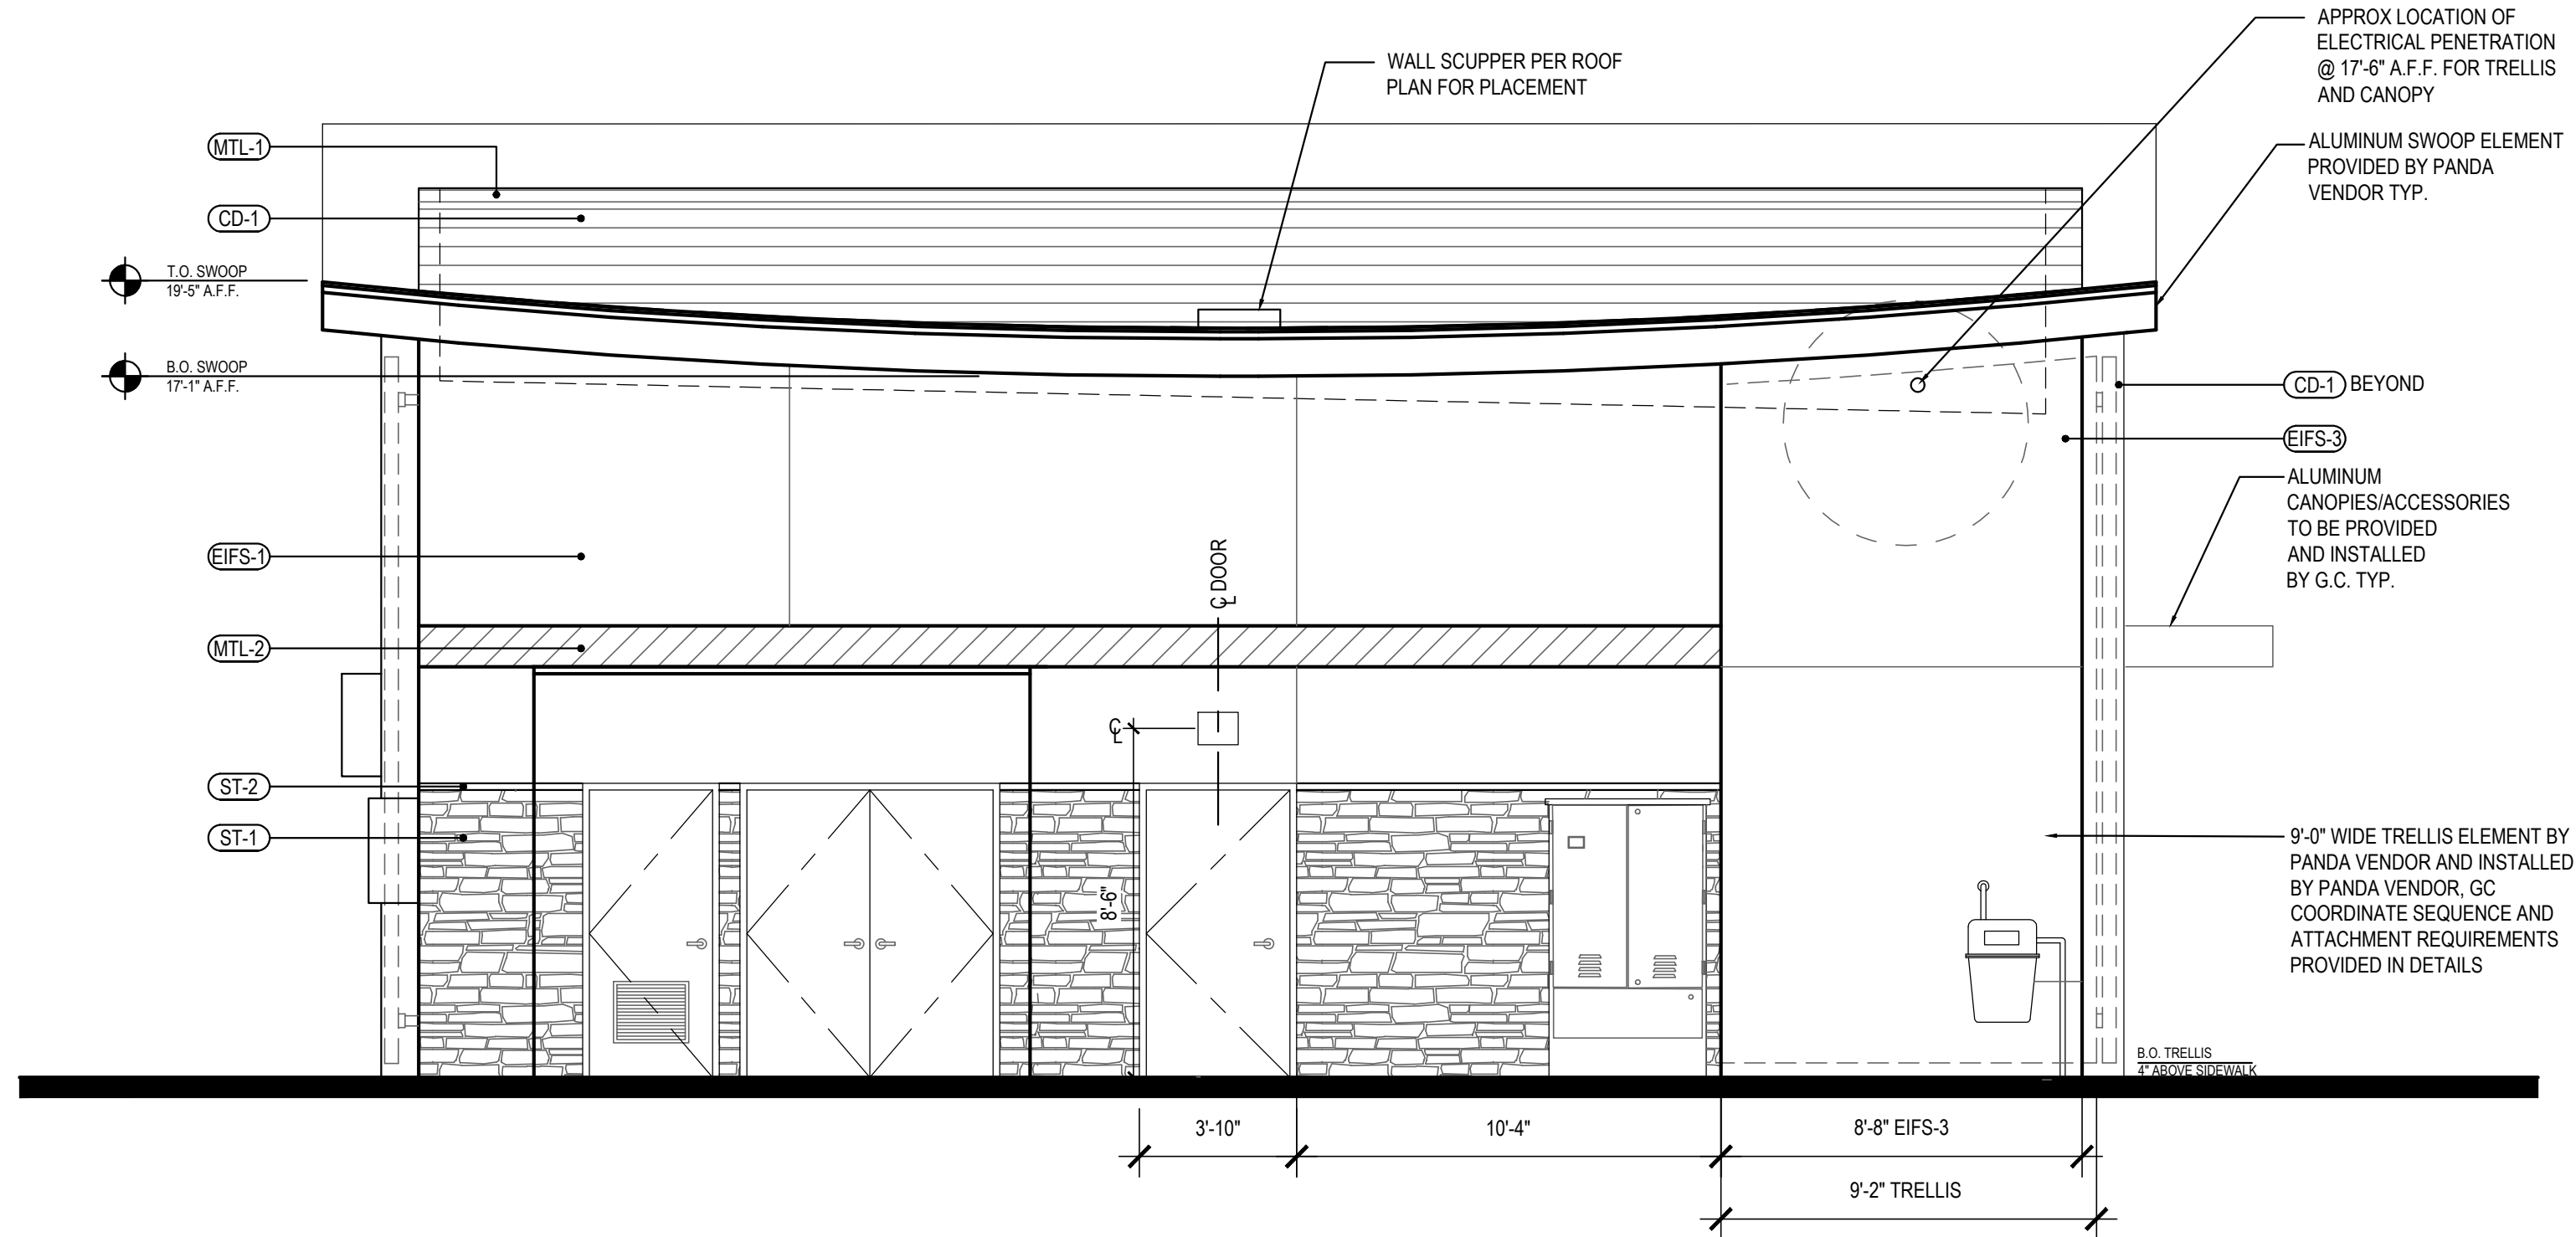 APPROX LOCATION OF
ELECTRICAL PENETRATION
@ 17'-6" A.F.F. FOR TRELLIS
AND CANOPY
WALL SCUPPER PER ROOF
PLAN FOR PLACEMENT
MTL-1
ALUMINUM SWOOP ELEMENT
PROVIDED BY PANDA
VENDOR TYP.
CD-1
T.O. SWOOP
19'-5" A.F.F.
B.O. SWOOP
17'-1" A.F.F.
CD-1 BEYOND
EIFS-3
ALUMINUM
CANOPIES/ACCESSORIES
TO BE PROVIDED
AND INSTALLED
BY G.C. TYP.
EIFS-1
CL DOOR
MTL-2
CL
ST-2
ST-1
8'-6"
9'-0" WIDE TRELLIS ELEMENT BY
PANDA VENDOR AND INSTALLED
BY PANDA VENDOR, GC
COORDINATE SEQUENCE AND
ATTACHMENT REQUIREMENTS
PROVIDED IN DETAILS
B.O. TRELLIS
4" ABOVE SIDEWALK
3'-10"
10'-4"
8'-8" EIFS-3
9'-2" TRELLIS